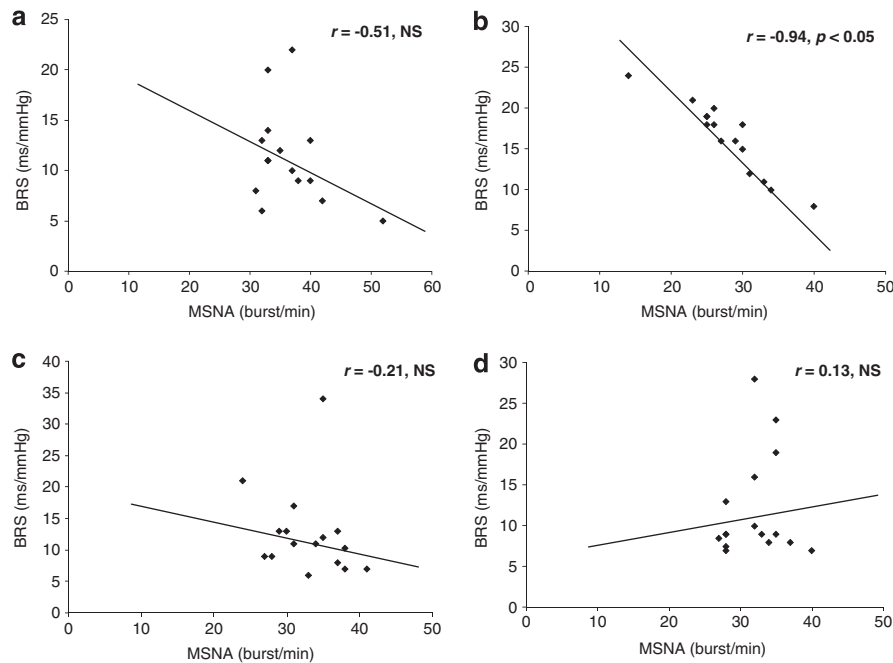 a
r = -0.51, NS
25
20
15
10
5
0
BRS (ms/mmHg)
0 10 20 30 40 50 60
MSNA (burst/min)
b
r = -0.94, p < 0.05
30
25
20
15
10
5
0
BRS (ms/mmHg)
0 10 20 30 40 50
MSNA (burst/min)
c
r = -0.21, NS
40
35
30
25
20
15
10
5
0
BRS (ms/mmHg)
0 10 20 30 40 50
MSNA (burst/min)
d
r = 0.13, NS
30
25
20
15
10
5
0
BRS (ms/mmHg)
0 10 20 30 40 50
MSNA (burst/min)